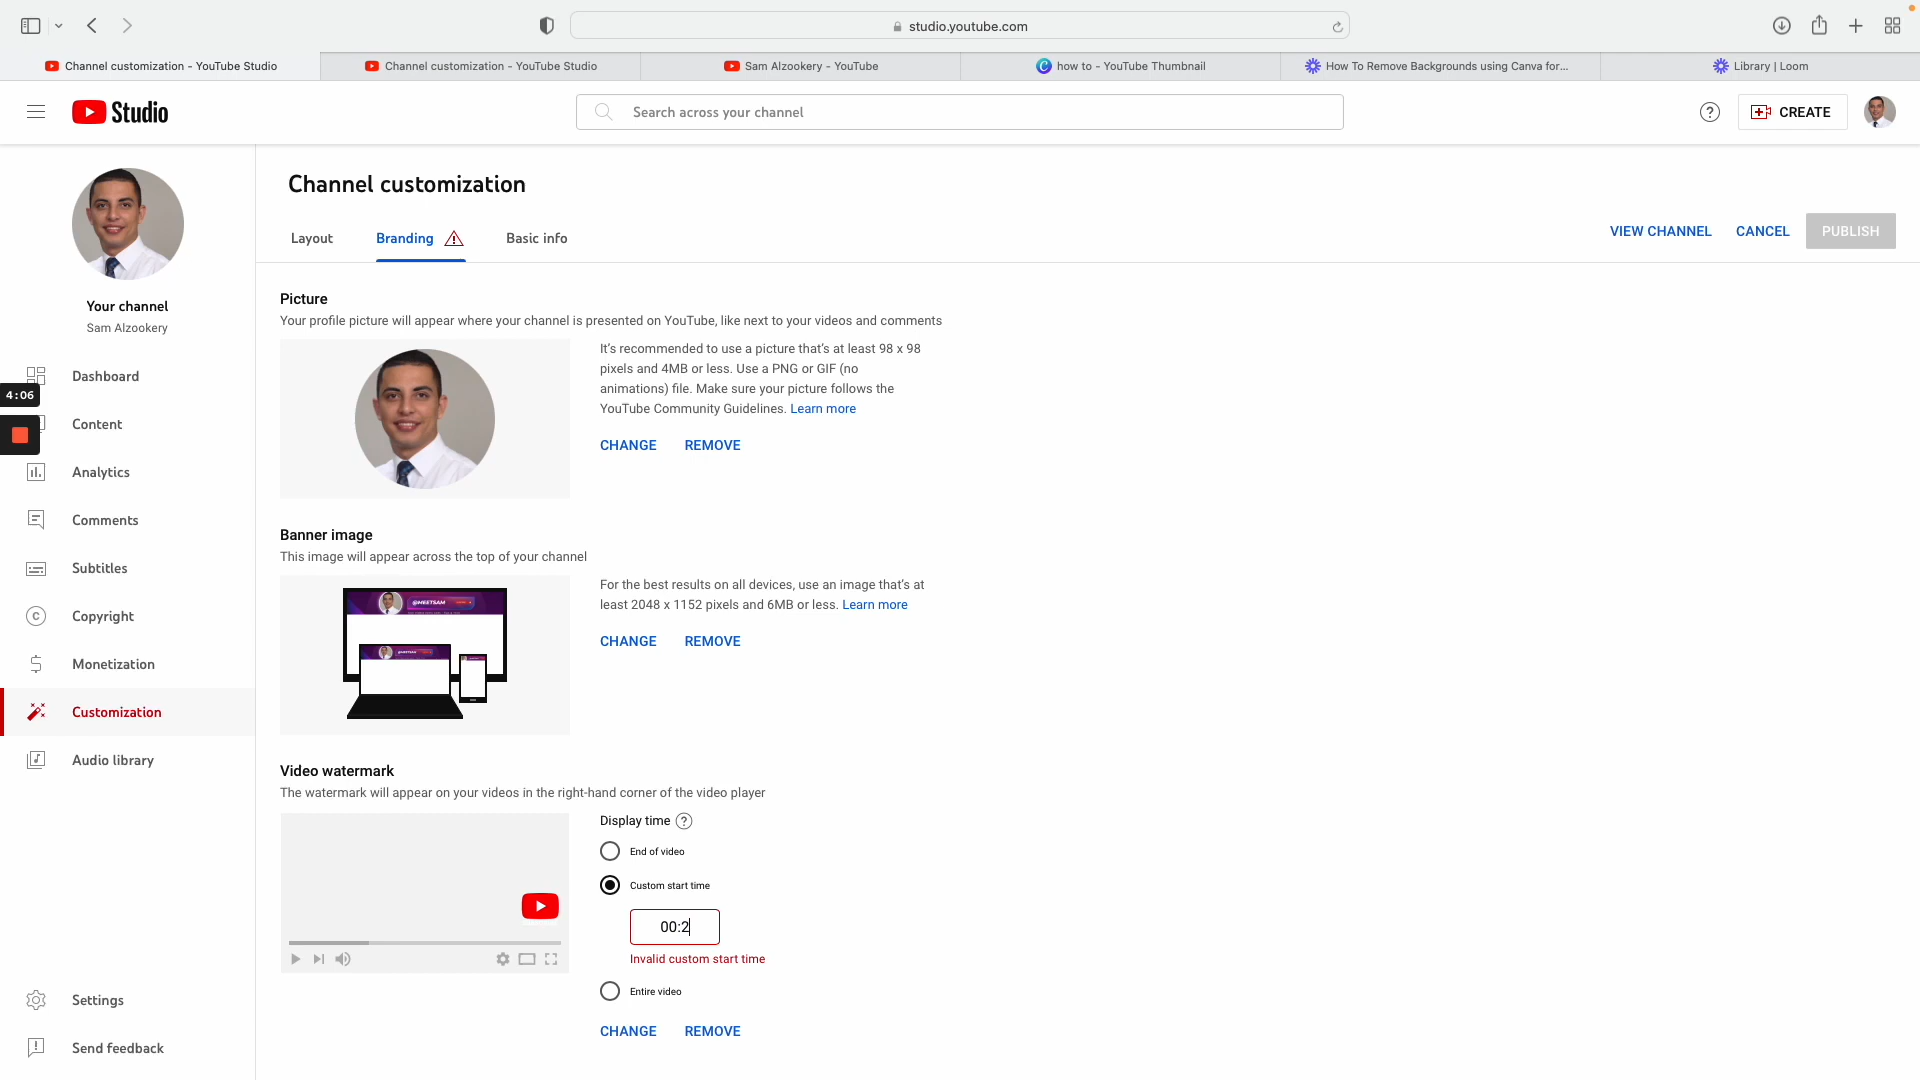 studio.youtube.com
Channel customization - YouTube Studio
Channel customization - YouTube Studio
Sam Alzookery - YouTube
how to - YouTube Thumbnail
How To Remove Backgrounds using Canva for...
Library | Loom
Studio
Search across your channel
CREATE
Your channel
Sam Alzookery
Dashboard
4:06
Content
Analytics
Comments
Subtitles
Copyright
Monetization
Customization
Audio library
Settings
Send feedback
Channel customization
Layout
Branding
Basic info
VIEW CHANNEL
CANCEL
PUBLISH
Picture
Your profile picture will appear where your channel is presented on YouTube, like next to your videos and comments
It's recommended to use a picture that's at least 98 x 98
pixels and 4MB or less. Use a PNG or GIF (no
animations) file. Make sure your picture follows the
YouTube Community Guidelines. Learn more
CHANGE REMOVE
Banner image
This image will appear across the top of your channel
@MEETSAM
@MEETSAM
For the best results on all devices, use an image that's at
least 2048 x 1152 pixels and 6MB or less. Learn more
CHANGE REMOVE
Video watermark
The watermark will appear on your videos in the right-hand corner of the video player
Display time
End of video
Custom start time
00:2
Invalid custom start time
Entire video
CHANGE REMOVE